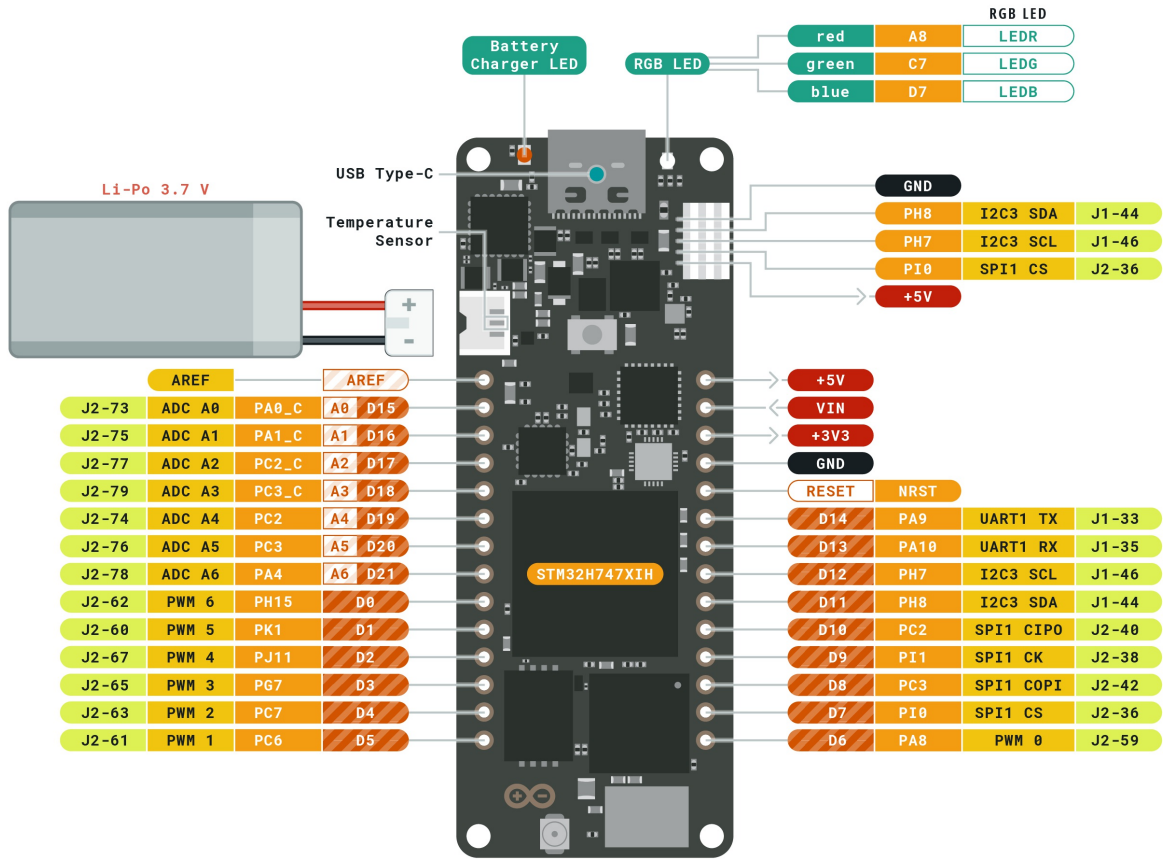 RGB LED
Battery
Charger LED
RGB LED
red A8 LEDR
green C7 LEDG
blue D7 LEDB
USB Type-C
Li-Po 3.7 V
Temperature
Sensor
+
-
GND
PH8 I2C3 SDA J1-44
PH7 I2C3 SCL J1-46
PI0 SPI1 CS J2-36
+5V
AREF AREF
J2-73 ADC A0 PA0_C A0 D15
J2-75 ADC A1 PA1_C A1 D16
J2-77 ADC A2 PC2_C A2 D17
J2-79 ADC A3 PC3_C A3 D18
J2-74 ADC A4 PC2 A4 D19
J2-76 ADC A5 PC3 A5 D20
J2-78 ADC A6 PA4 A6 D21
J2-62 PWM 6 PH15 D0
J2-60 PWM 5 PK1 D1
J2-67 PWM 4 PJ11 D2
J2-65 PWM 3 PG7 D3
J2-63 PWM 2 PC7 D4
J2-61 PWM 1 PC6 D5
STM32H747XIH
+5V
VIN
+3V3
GND
RESET NRST
D14 PA9 UART1 TX J1-33
D13 PA10 UART1 RX J1-35
D12 PH7 I2C3 SCL J1-46
D11 PH8 I2C3 SDA J1-44
D10 PC2 SPI1 CIPO J2-40
D9 PI1 SPI1 CK J2-38
D8 PC3 SPI1 COPI J2-42
D7 PI0 SPI1 CS J2-36
D6 PA8 PWM 0 J2-59